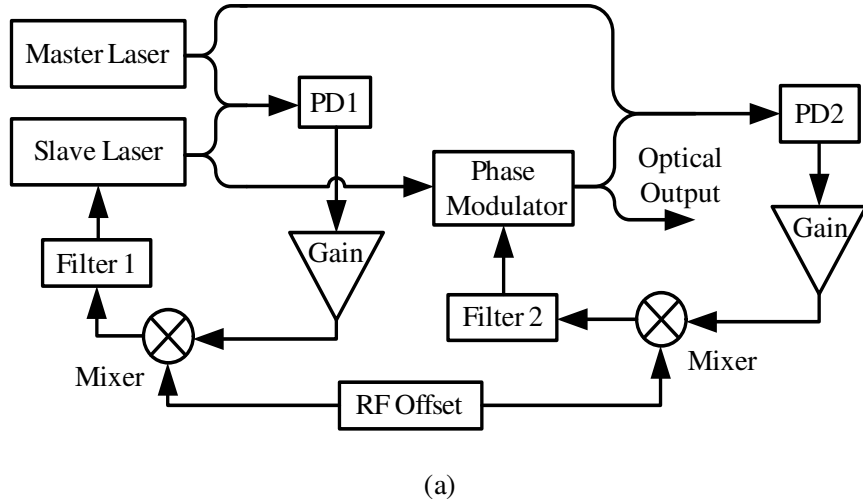 Master Laser
PD1
PD2
Slave Laser
Phase
Modulator
Optical
Output
Gain
Gain
Filter 1
Filter 2
Mixer
Mixer
RF Offset
(a)